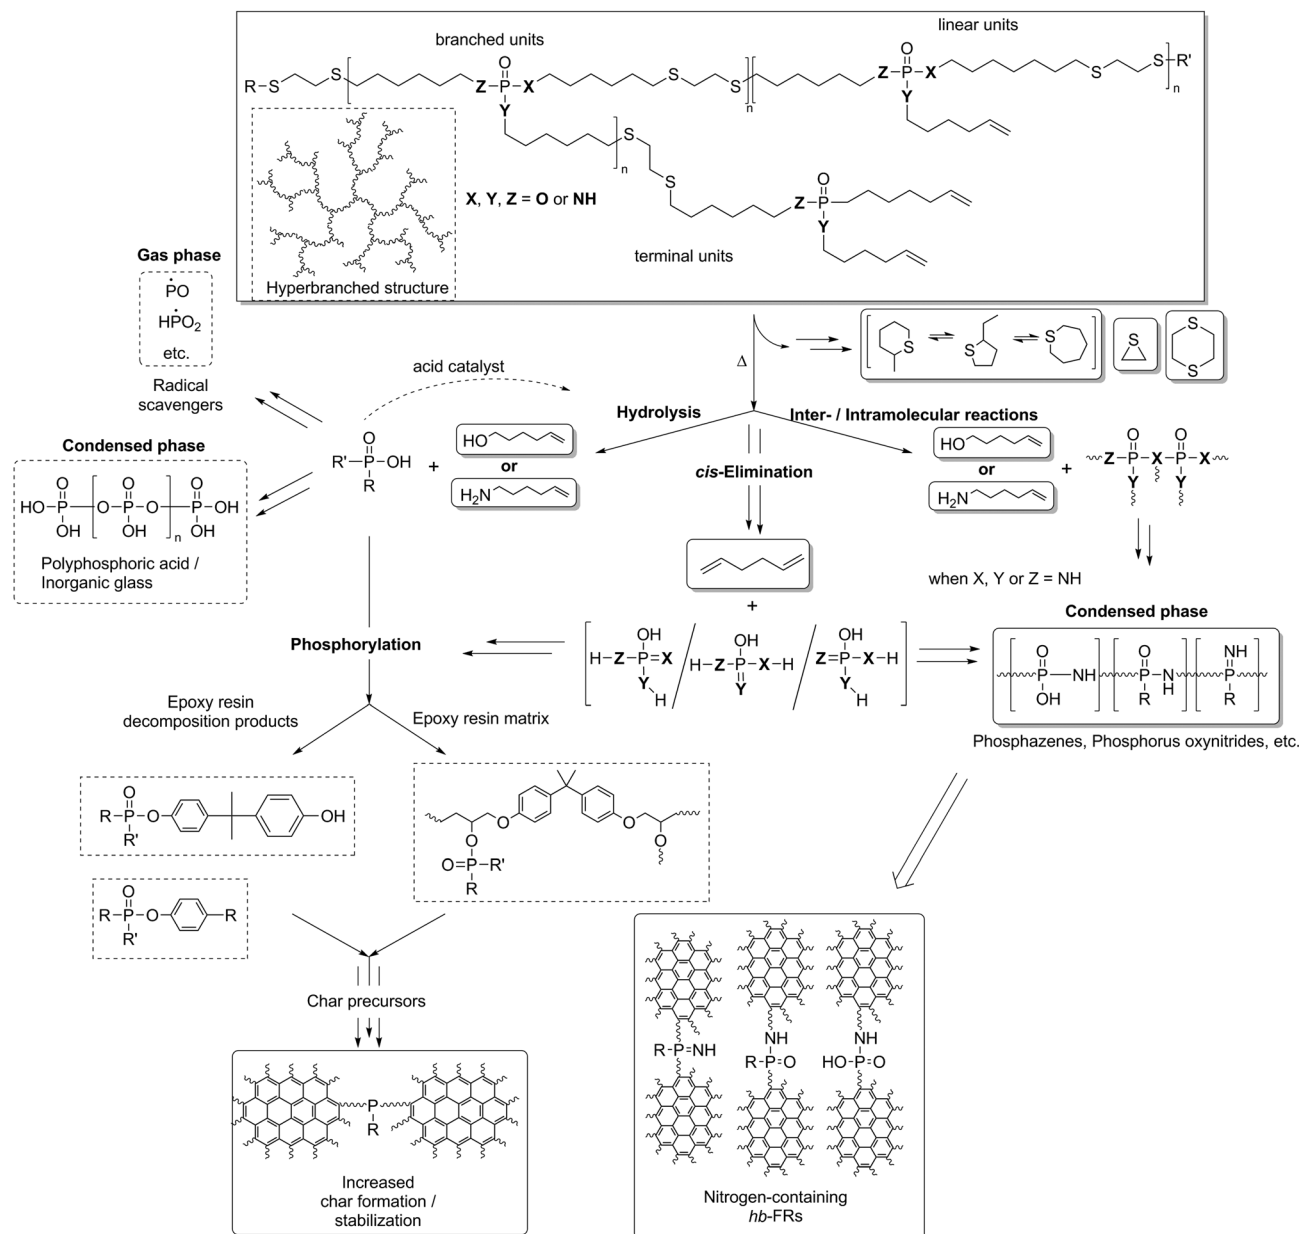 linear units
branched units
O
O
R
S
S
Z
P
X
S
S
Z
P
X
S
S
R'
Y
n
Y
n
S
n
S
X, Y, Z = O or NH
O
Z
P
Y
terminal units
Hyperbranched structure
Gas phase
PO
HPO2
etc.
Radical
scavengers
S
S
S
S
S
S
Δ
acid catalyst
Hydrolysis
Inter- / Intramolecular reactions
Condensed phase
O
R'
P
OH
R
+
HO
or
H2N
cis-Elimination
HO
or
H2N
+
O
O
Z
P
X
P
X
Y
Y
O
O
O
HO
P
O
P
O
P
OH
OH
OH
OH
n
Polyphosphoric acid /
Inorganic glass
when X, Y or Z = NH
+
Condensed phase
Phosphorylation
OH
H
Z
P
X
Y
H
OH
H
Z
P
X
H
Y
OH
Z
P
X
H
Y
H
O
P
NH
OH
O
P
N
H
R
NH
P
R
Phosphazenes, Phosphorus oxynitrides, etc.
Epoxy resin
decomposition products
Epoxy resin matrix
O
R
P
O
OH
R'
O
O
O
O
O
P
R'
R
O
R
P
O
R
R'
Char precursors
P
R
Increased
char formation /
stabilization
R
P
NH
NH
R
P
O
NH
HO
P
O
Nitrogen-containing
hb-FRs